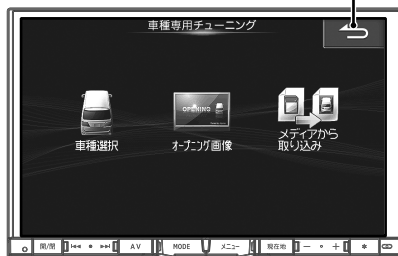 車種専用チューニング
OPENING
車種選択
オープニング画像
メディアから
取り込み
開/閉
AV
MODE
メニュー
現在地